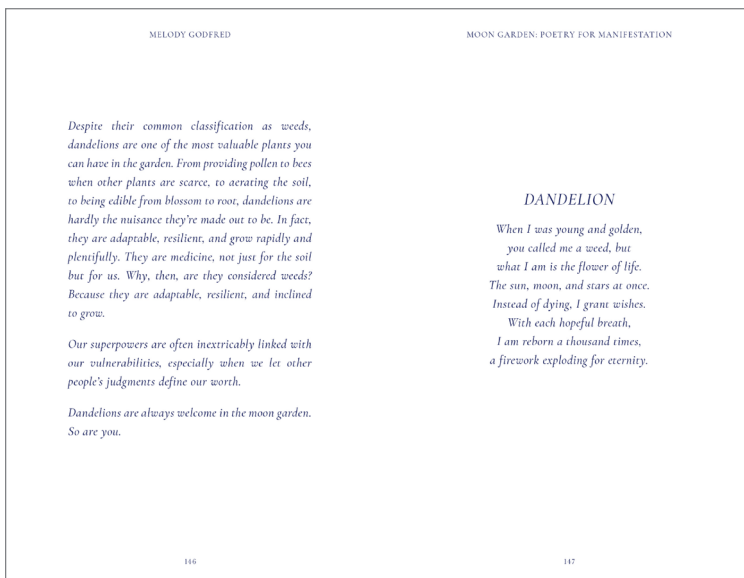 MELODY GODFRED
Despite their common classification as weeds,
dandelions are one of the most valuable plants you
can have in the garden. From providing pollen to bees
when other plants are scarce, to aerating the soil,
to being edible from blossom to root, dandelions are
hardly the nuisance they're made out to be. In fact,
they are adaptable, resilient, and grow rapidly and
plentifully. They are medicine, not just for the soil
but for us. Why, then, are they considered weeds?
Because they are adaptable, resilient, and inclined
to grow.
Our superpowers are often inextricably linked with
our vulnerabilities, especially when we let other
people's judgments define our worth.
Dandelions are always welcome in the moon garden.
So are you.
146
MOON GARDEN: POETRY FOR MANIFESTATION
DANDELION
When I was young and golden,
you called me a weed, but
what I am is the flower of life.
The sun, moon, and stars at once.
Instead of dying, I grant wishes.
With each hopeful breath,
I am reborn a thousand times,
a firework exploding for eternity.
147